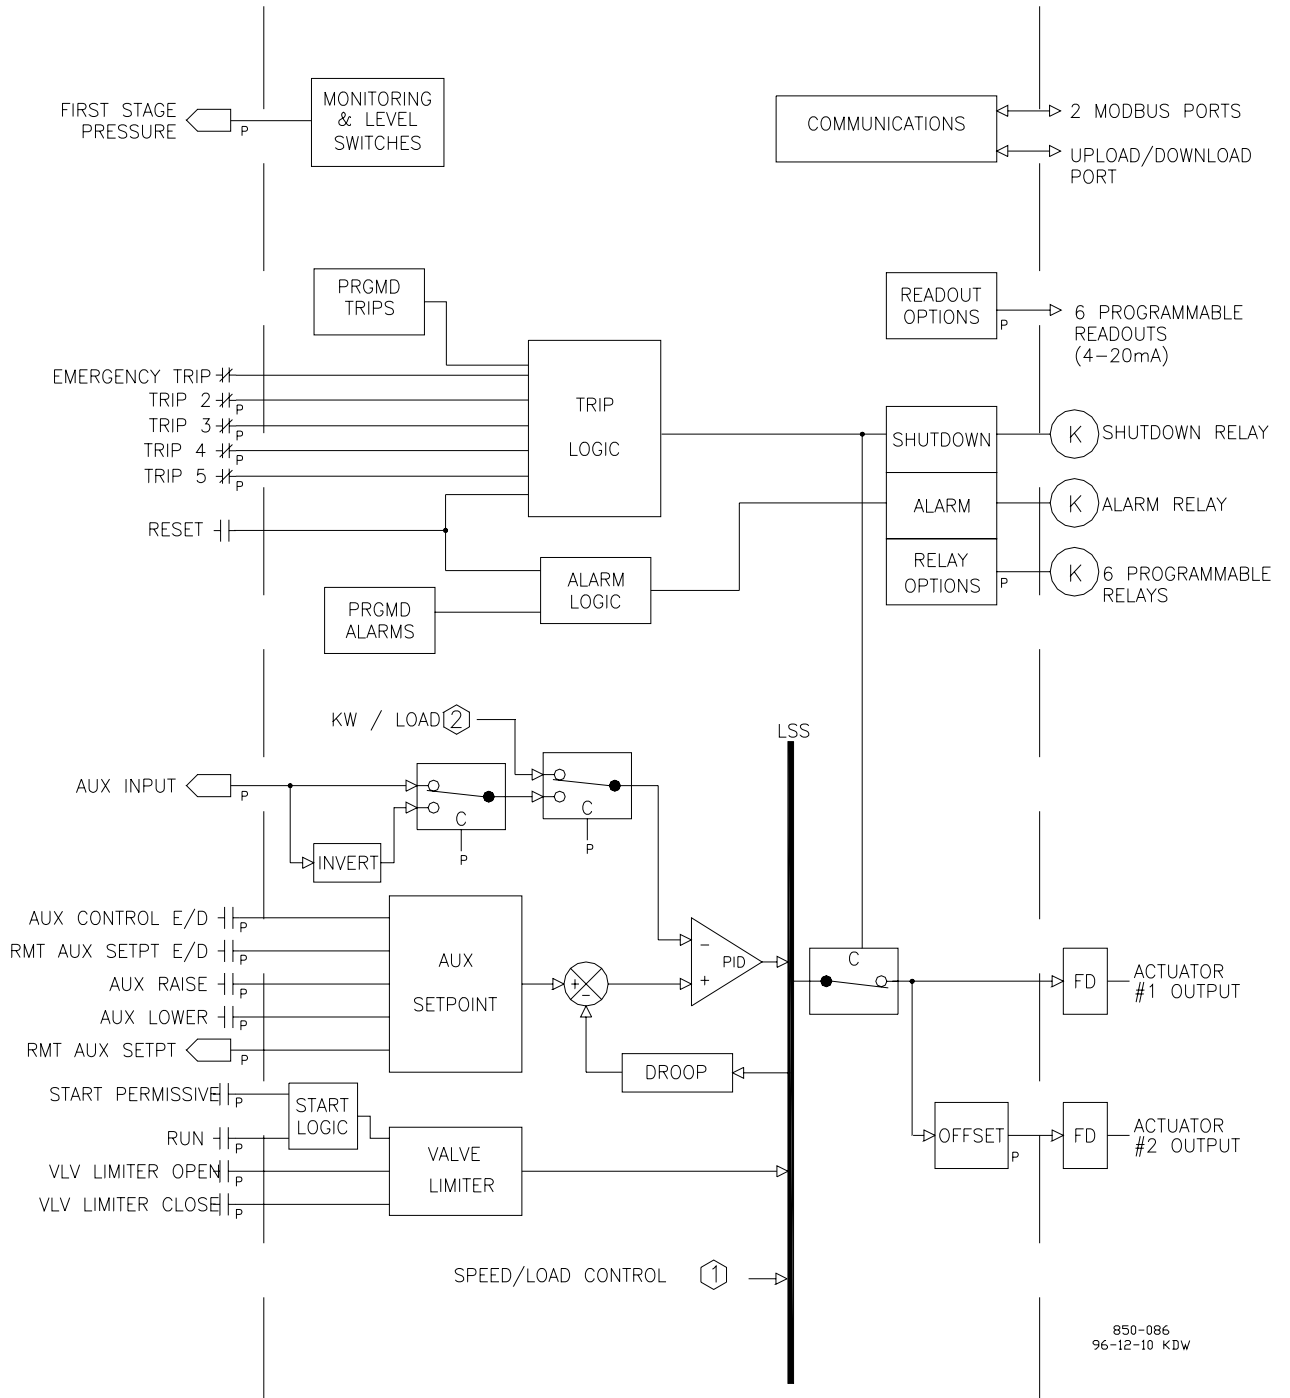 FIRST STAGE
PRESSURE
P
MONITORING
& LEVEL
SWITCHES
COMMUNICATIONS
2 MODBUS PORTS
UPLOAD/DOWNLOAD
PORT
PRGMD
TRIPS
READOUT
OPTIONS
P
6 PROGRAMMABLE
READOUTS
(4-20mA)
EMERGENCY TRIP
TRIP 2
P
TRIP 3
P
TRIP 4
P
TRIP 5
P
RESET
TRIP
LOGIC
SHUTDOWN
K
SHUTDOWN RELAY
ALARM
K
ALARM RELAY
RELAY
OPTIONS
P
K
6 PROGRAMMABLE
RELAYS
ALARM
LOGIC
PRGMD
ALARMS
KW / LOAD
2
LSS
AUX INPUT
P
C
P
C
P
INVERT
AUX CONTROL E/D
P
RMT AUX SETPT E/D
P
AUX RAISE
P
AUX LOWER
P
RMT AUX SETPT
P
AUX
SETPOINT
+
-
-
+
PID
DROOP
C
FD
ACTUATOR
#1 OUTPUT
START PERMISSIVE
P
RUN
P
START
LOGIC
VLV LIMITER OPEN
P
VLV LIMITER CLOSE
P
VALVE
LIMITER
OFFSET
P
FD
ACTUATOR
#2 OUTPUT
SPEED/LOAD CONTROL
1
850-086
96-12-10 KDW